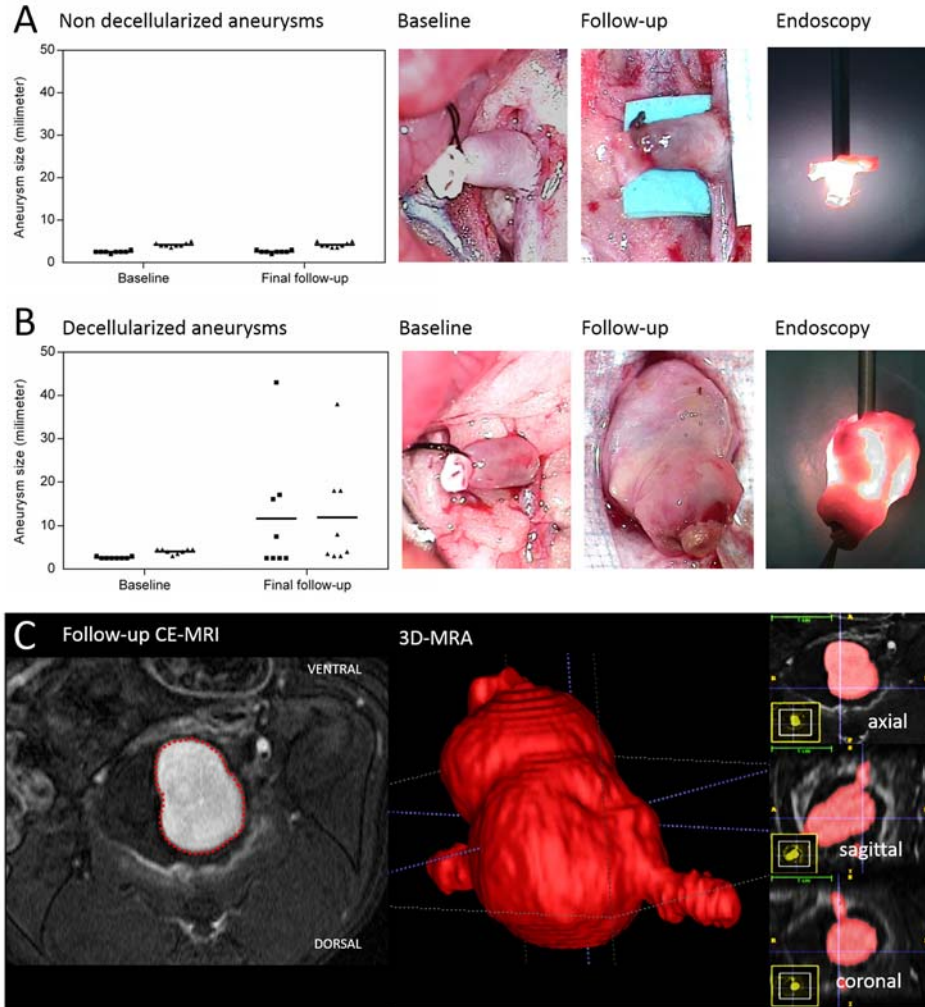 A
Non decellularized aneurysms
Baseline
Follow-up
Endoscopy
Aneurysm size (milimeter)
50
40
30
20
10
0
Baseline
Final follow-up
B
Decellularized aneurysms
Baseline
Follow-up
Endoscopy
Aneurysm size (milimeter)
50
40
30
20
10
0
Baseline
Final follow-up
C
Follow-up CE-MRI
3D-MRA
VENTRAL
DORSAL
axial
sagittal
coronal